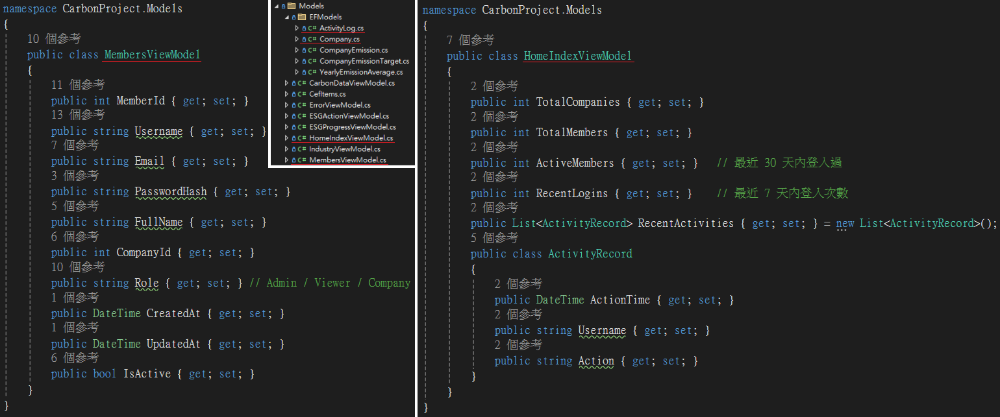 namespace CarbonProject.Models
{
10 個參考
public class MembersViewModel
{
11 個參考
public int MemberId { get; set; }
13 個參考
public string Username { get; set; }
7 個參考
public string Email { get; set; }
3 個參考
public string PasswordHash { get; set; }
5 個參考
public string FullName { get; set; }
6 個參考
public int CompanyId { get; set; }
10 個參考
public string Role { get; set; } // Admin / Viewer / Company
1 個參考
public DateTime CreatedAt { get; set; }
1 個參考
public DateTime UpdatedAt { get; set; }
6 個參考
public bool IsActive { get; set; }
}
}
Models
EFModels
C# ActivityLog.cs
C# Company.cs
C# CompanyEmission.cs
C# CompanyEmissionTarget.cs
C# YearlyEmissionAverage.cs
C# CarbonDataViewModel.cs
C# CefItems.cs
C# ErrorViewModel.cs
C# ESGActionViewModel.cs
C# ESGProgressViewModel.cs
C# HomeIndexViewModel.cs
C# IndustryViewModel.cs
C# MembersViewModel.cs
namespace CarbonProject.Models
{
7 個參考
public class HomeIndexViewModel
{
2 個參考
public int TotalCompanies { get; set; }
2 個參考
public int TotalMembers { get; set; }
2 個參考
public int ActiveMembers { get; set; } // 最近 30 天內登入過
2 個參考
public int RecentLogins { get; set; } // 最近 7 天內登入次數
2 個參考
public List<ActivityRecord> RecentActivities { get; set; } = new List<ActivityRecord>();
5 個參考
public class ActivityRecord
{
2 個參考
public DateTime ActionTime { get; set; }
2 個參考
public string Username { get; set; }
2 個參考
public string Action { get; set; }
}
}
}